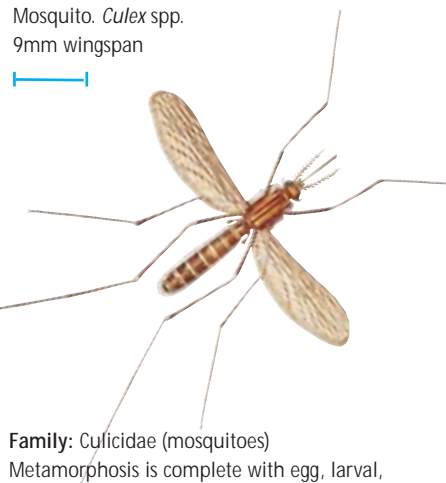 Mosquito. Culex spp.
9mm wingspan
Family: Culicidae (mosquitoes)
Metamorphosis is complete with egg, larval,